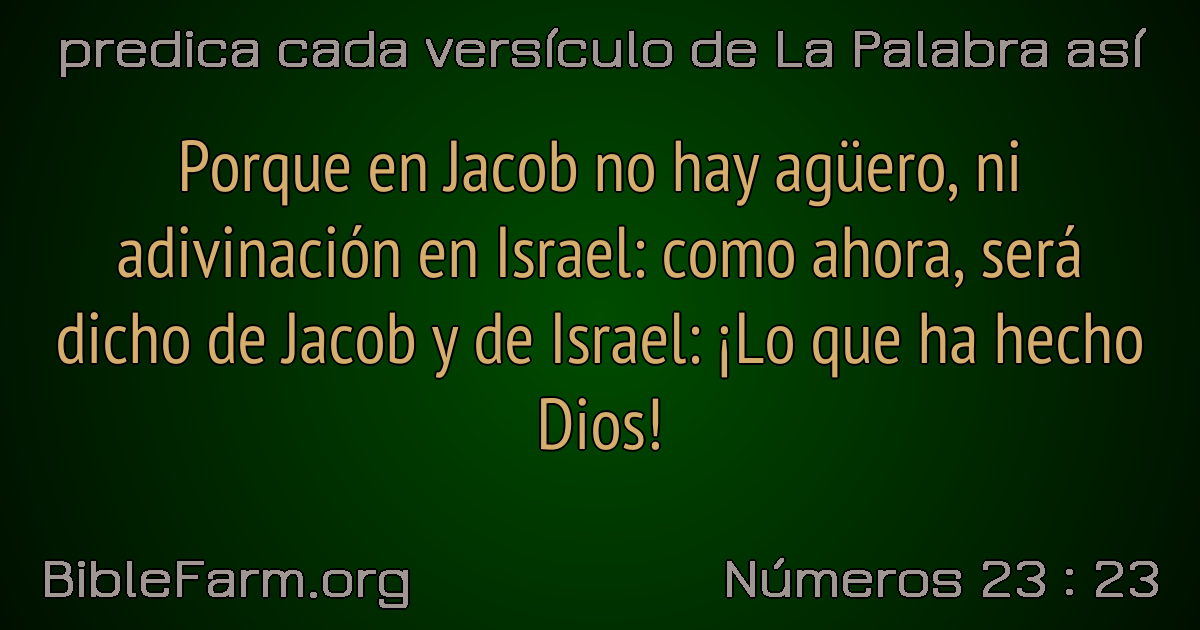 predica cada versículo de La Palabra así
Porque en Jacob no hay agüero, ni
adivinación en Israel: como ahora, será
dicho de Jacob y de Israel: ¡Lo que ha hecho
Dios!
BibleFarm.org
Números 23 : 23